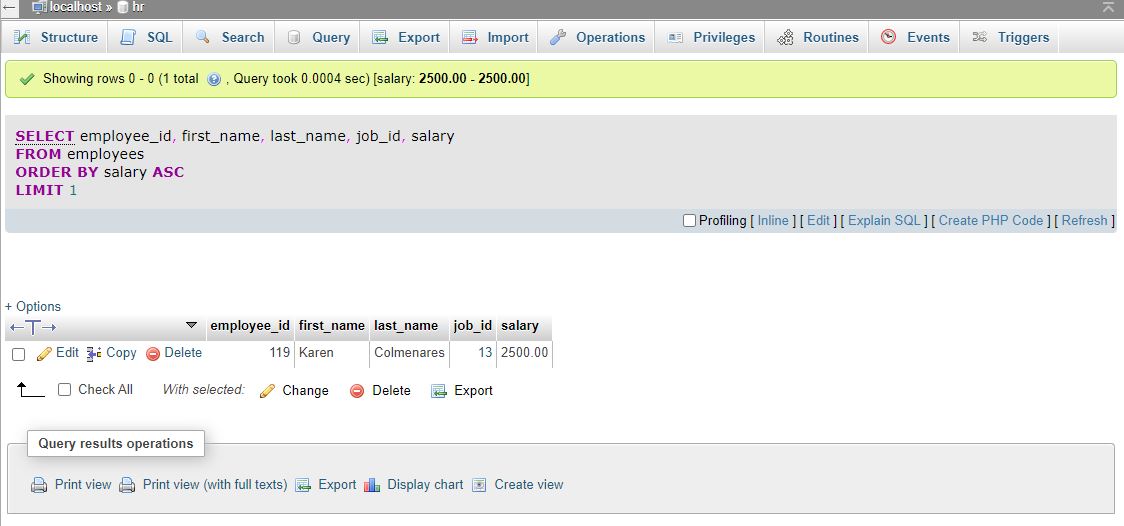 localhost » hr
Structure SQL Search Query Export Import Operations Privileges Routines Events Triggers
Showing rows 0 - 0 (1 total , Query took 0.0004 sec) [salary: 2500.00 - 2500.00]
SELECT employee_id, first_name, last_name, job_id, salary
FROM employees
ORDER BY salary ASC
LIMIT 1
Profiling [ Inline ] [ Edit ] [ Explain SQL ] [ Create PHP Code ] [ Refresh ]
+ Options
employee_id first_name last_name job_id salary
Edit Copy Delete 119 Karen Colmenares 13 2500.00
Check All With selected: Change Delete Export
Query results operations
Print view Print view (with full texts) Export Display chart Create view